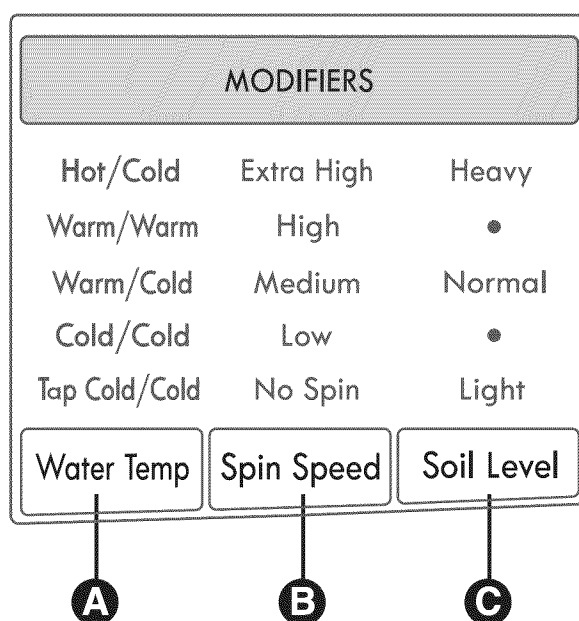 MODIFIERS
Hot/Cold Extra High Heavy
Warm/Warm High •
Warm/Cold Medium Normal
Cold/Cold Low •
Tap Cold/Cold No Spin Light
Water Temp Spin Speed Soil Level
A B C